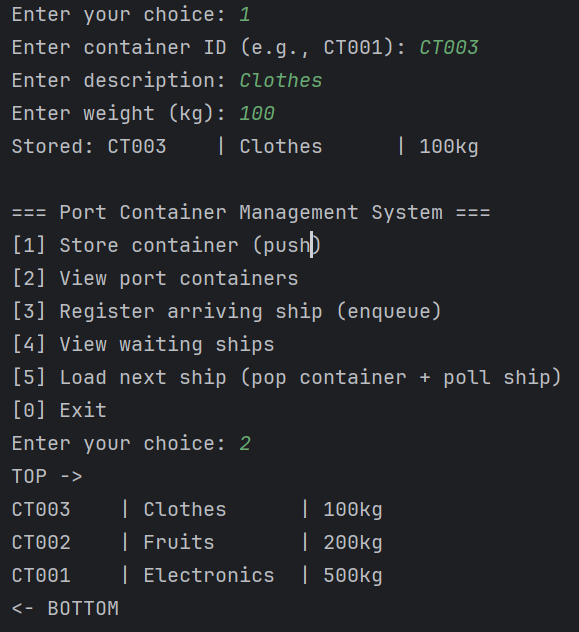 Enter your choice: 1
Enter container ID (e.g., CT001): CT003
Enter description: Clothes
Enter weight (kg): 100
Stored: CT003    | Clothes      | 100kg

=== Port Container Management System ===
[1] Store container (push)
[2] View port containers
[3] Register arriving ship (enqueue)
[4] View waiting ships
[5] Load next ship (pop container + poll ship)
[0] Exit
Enter your choice: 2
TOP ->
CT003    | Clothes      | 100kg
CT002    | Fruits       | 200kg
CT001    | Electronics  | 500kg
<- BOTTOM